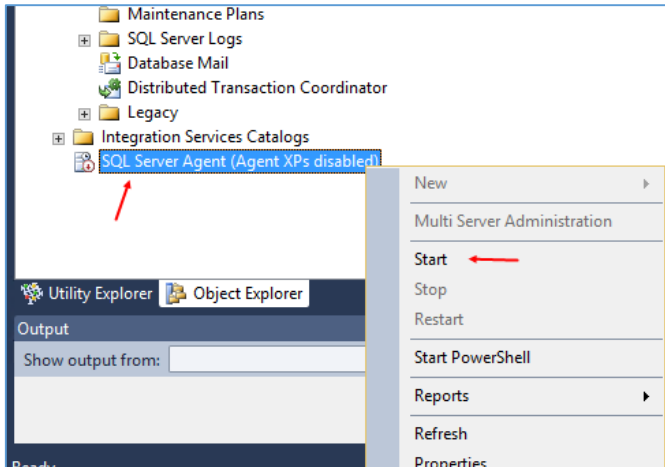 Maintenance Plans
SQL Server Logs
Database Mail
Distributed Transaction Coordinator
Legacy
Integration Services Catalogs
SQL Server Agent (Agent XPs disabled)
New
Multi Server Administration
Start
Stop
Restart
Start PowerShell
Reports
Refresh
Properties
Utility Explorer
Object Explorer
Output
Show output from:
Ready